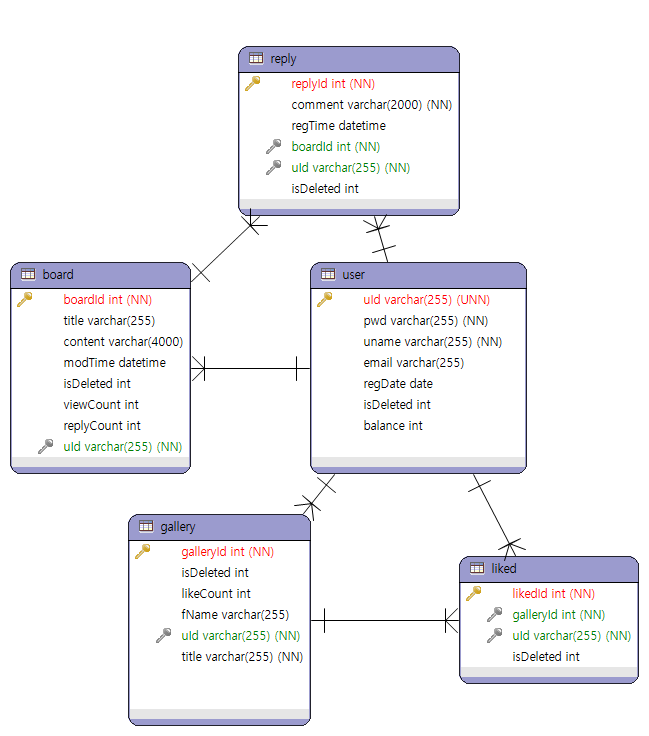 reply
replyId int (NN)
comment varchar(2000) (NN)
regTime datetime
boardId int (NN)
uId varchar(255) (NN)
isDeleted int
board
boardId int (NN)
title varchar(255)
content varchar(4000)
modTime datetime
isDeleted int
viewCount int
replyCount int
uId varchar(255) (NN)
user
uId varchar(255) (UNN)
pwd varchar(255) (NN)
uname varchar(255) (NN)
email varchar(255)
regDate date
isDeleted int
balance int
gallery
galleryId int (NN)
isDeleted int
likeCount int
fName varchar(255)
uId varchar(255) (NN)
title varchar(255) (NN)
liked
likedId int (NN)
galleryId int (NN)
uId varchar(255) (NN)
isDeleted int